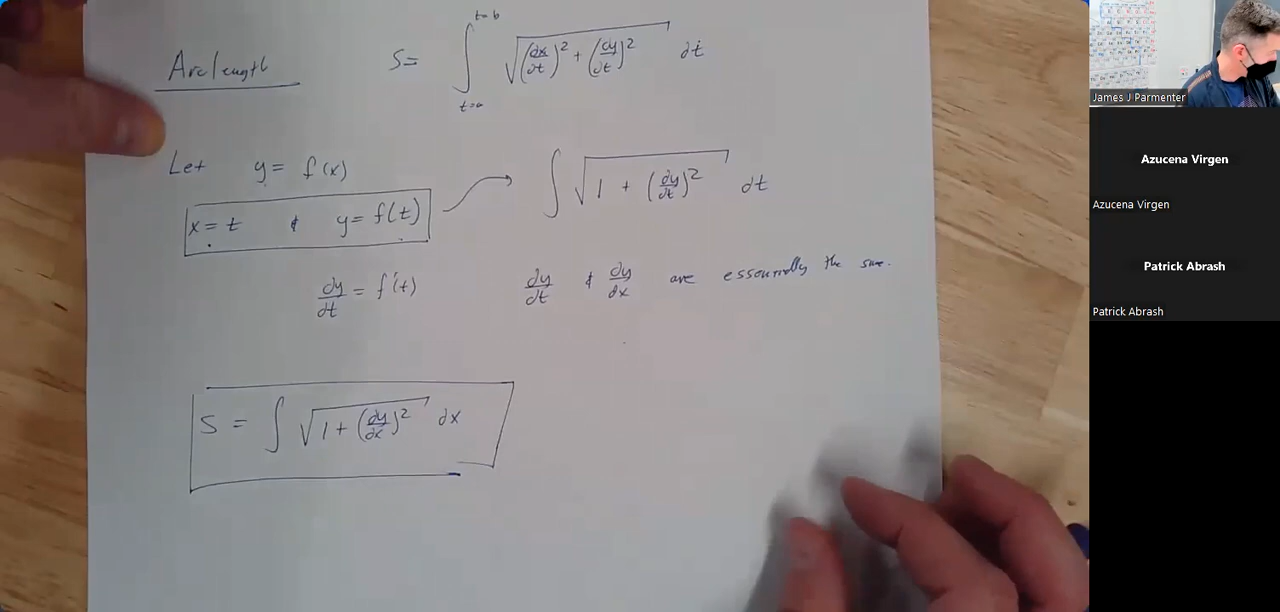 Arclength
S = ∫_{t=a}^{t=b} √((dx/dt)² + (dy/dt)²) dt
Let y = f(x)
x = t & y = f(t) → ∫ √(1 + (dy/dt)²) dt
dy/dt = f'(t) dy/dt & dy/dx are essentially the same.
S = ∫ √(1 + (dy/dx)²) dx
James J Parmenter
Azucena Virgen
Azucena Virgen
Patrick Abrash
Patrick Abrash